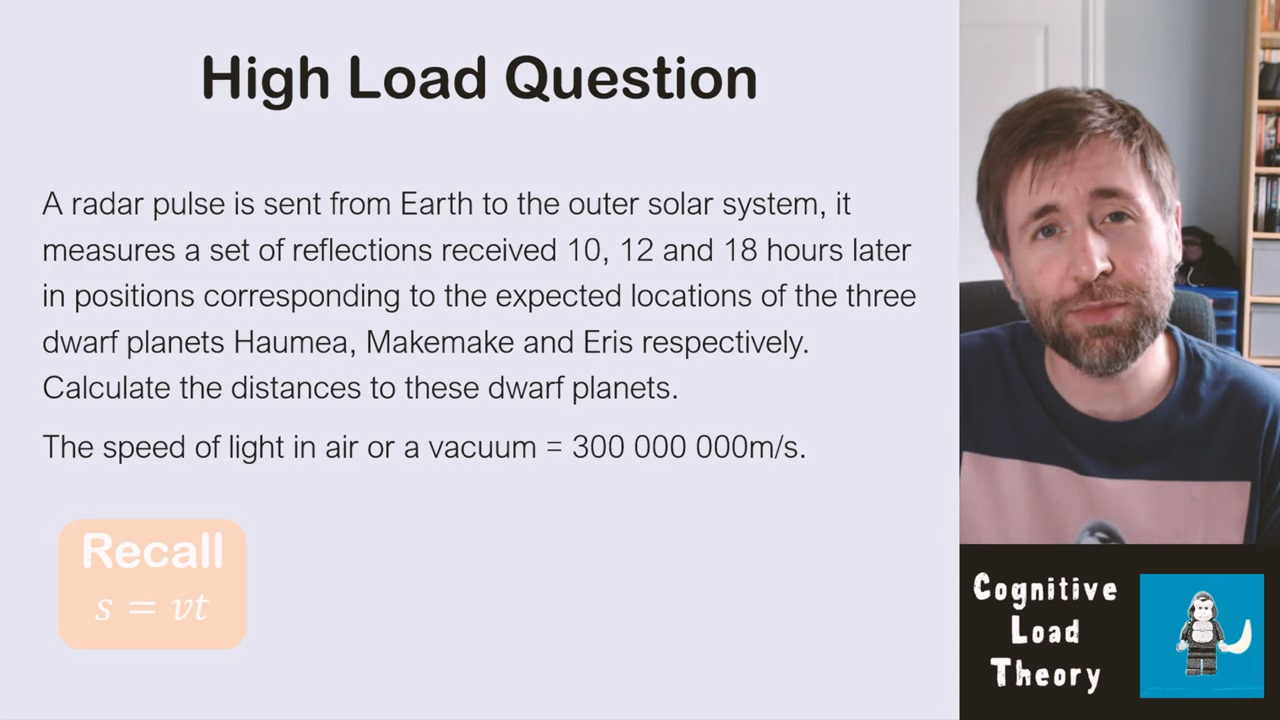 High Load Question
A radar pulse is sent from Earth to the outer solar system, it
measures a set of reflections received 10, 12 and 18 hours later
in positions corresponding to the expected locations of the three
dwarf planets Haumea, Makemake and Eris respectively.
Calculate the distances to these dwarf planets.
The speed of light in air or a vacuum = 300 000 000m/s.
Recall
s = vt
Cognitive
Load
Theory